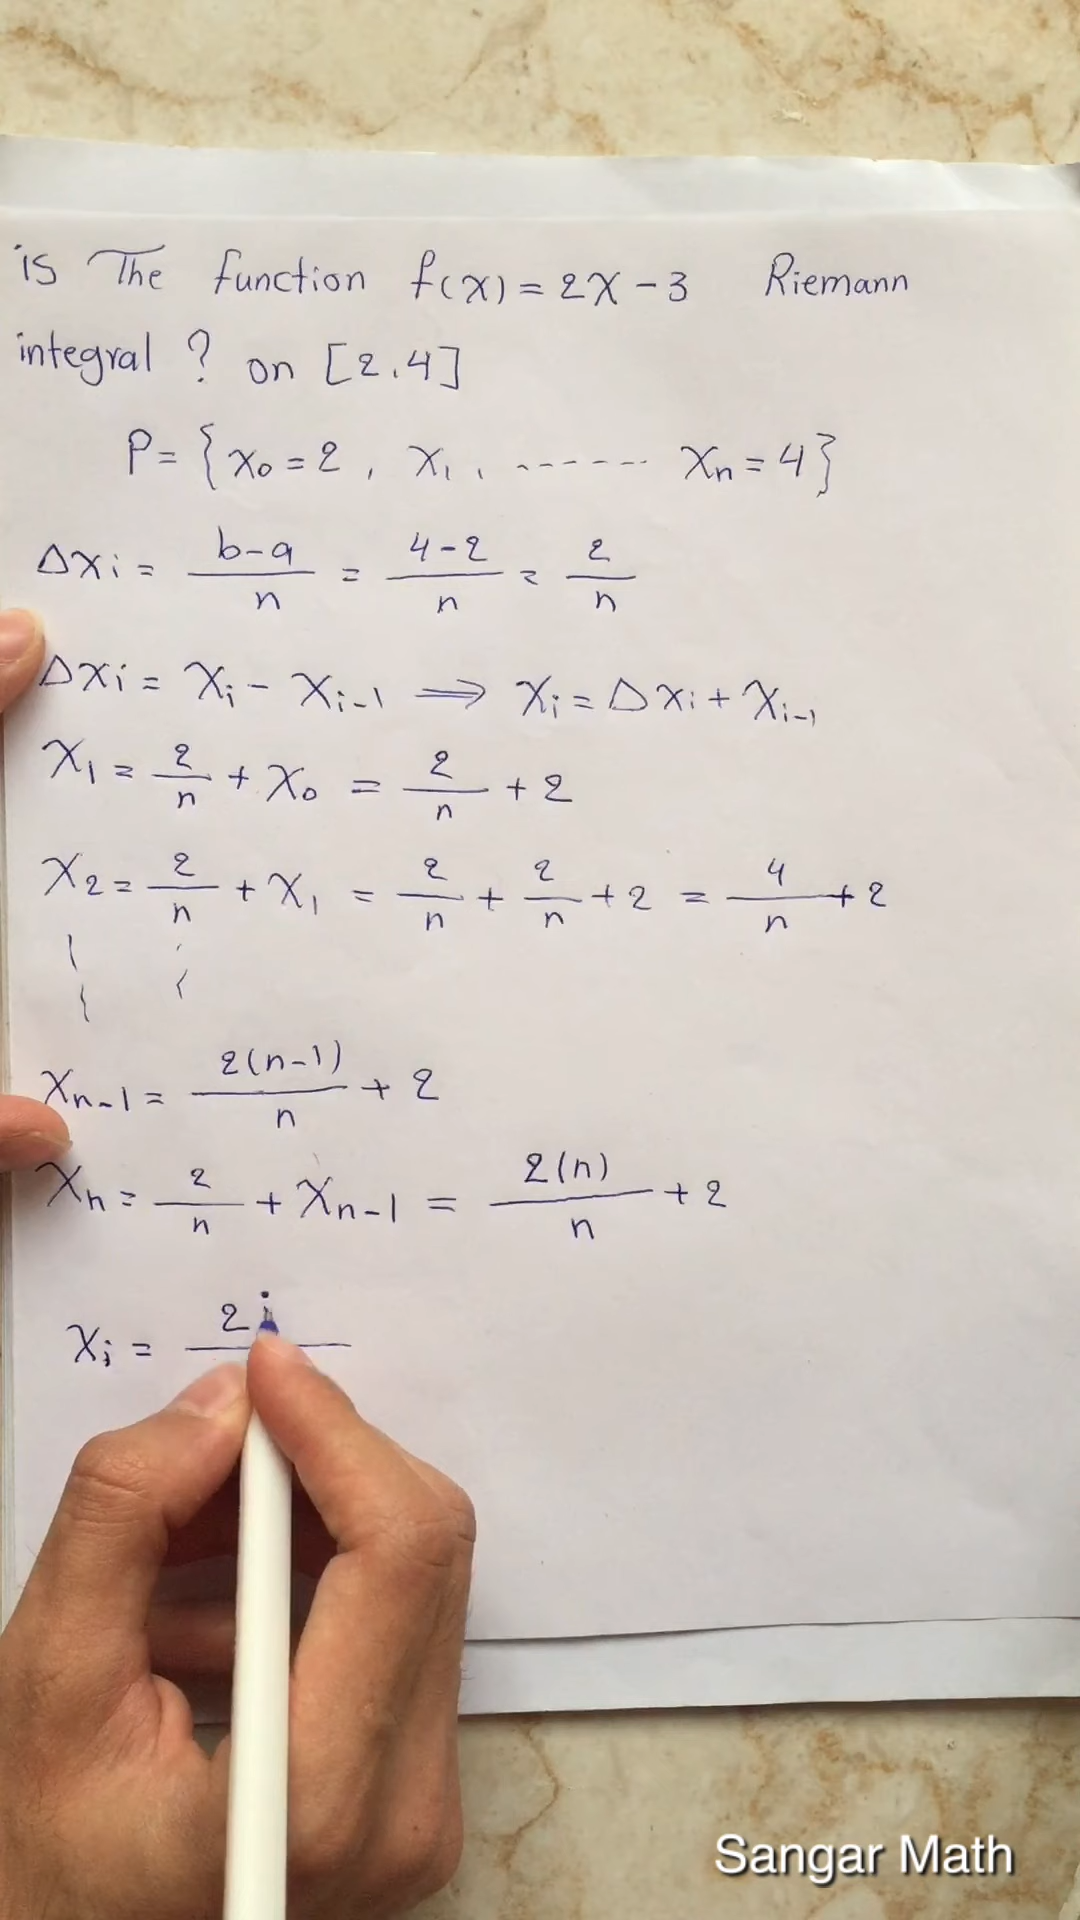 is The function f(x) = 2x - 3 Riemann
integral ? on [2.4]
P = {x₀ = 2 , x₁ , ------ xₙ = 4}
Δxᵢ = (b-a)/n = (4-2)/n = 2/n
Δxᵢ = xᵢ - xᵢ₋₁ ⟹ xᵢ = Δxᵢ + xᵢ₋₁
x₁ = 2/n + x₀ = 2/n + 2
x₂ = 2/n + x₁ = 2/n + 2/n + 2 = 4/n + 2
xₙ₋₁ = 2(n-1)/n + 2
xₙ = 2/n + xₙ₋₁ = 2(n)/n + 2
xᵢ = 2i
Sangar Math